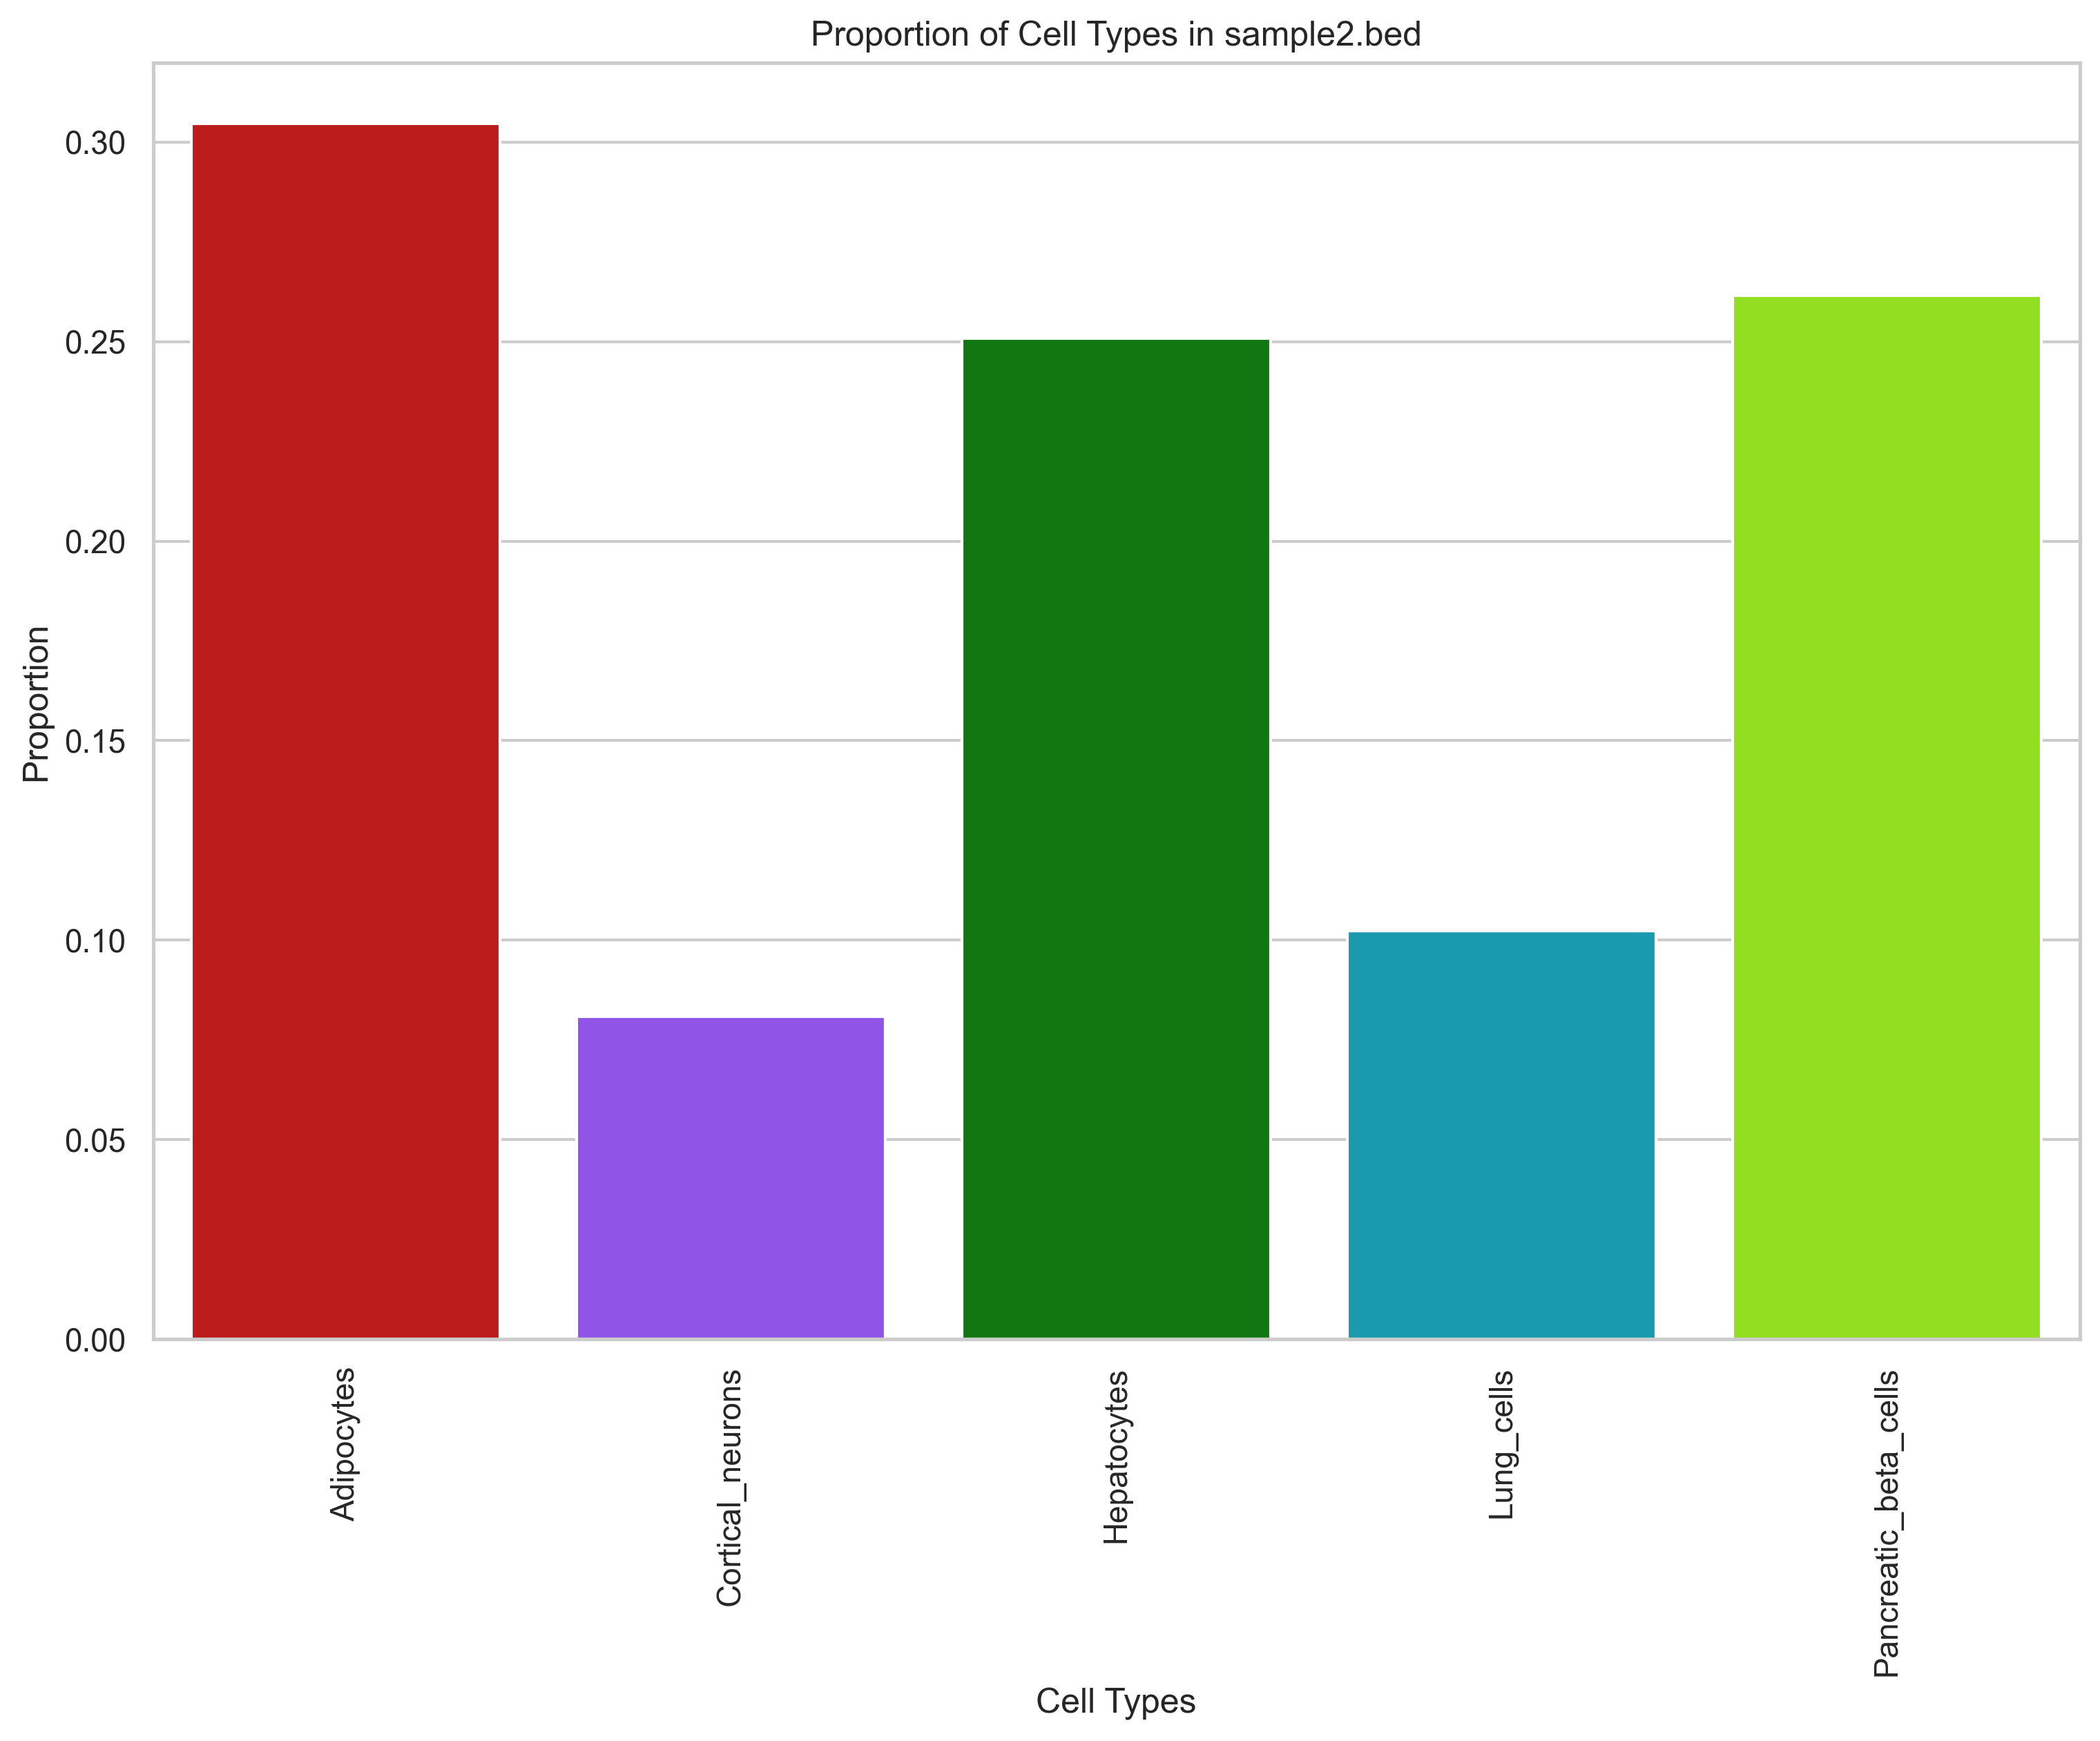 Proportion of Cell Types in sample2.bed
Proportion
0.30
0.25
0.20
0.15
0.10
0.05
0.00
Adipocytes
Cortical_neurons
Hepatocytes
Lung_cells
Pancreatic_beta_cells
Cell Types